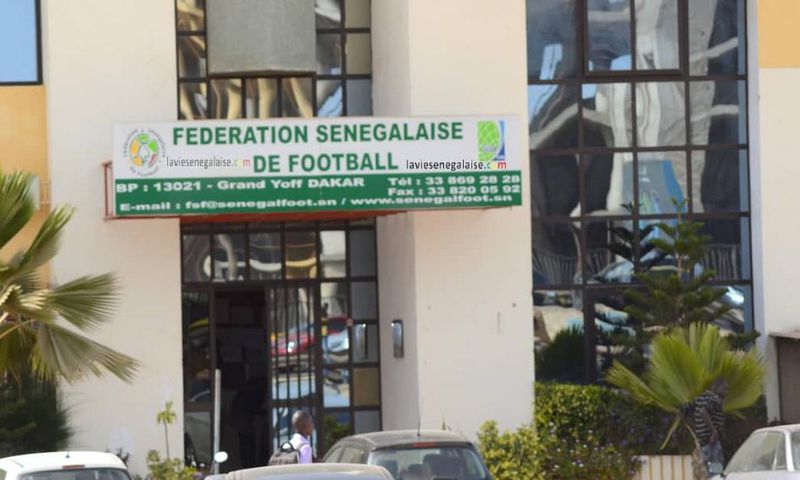 FEDERATION SENEGALAISE
DE FOOTBALL
laviesenegalaise.com
laviesenegalaise.com
BP : 13021 - Grand Yoff DAKAR
Tél : 33 869 28 28
Fax : 33 820 05 92
E-mail : fsf@senegalfoot.sn / www.senegalfoot.sn